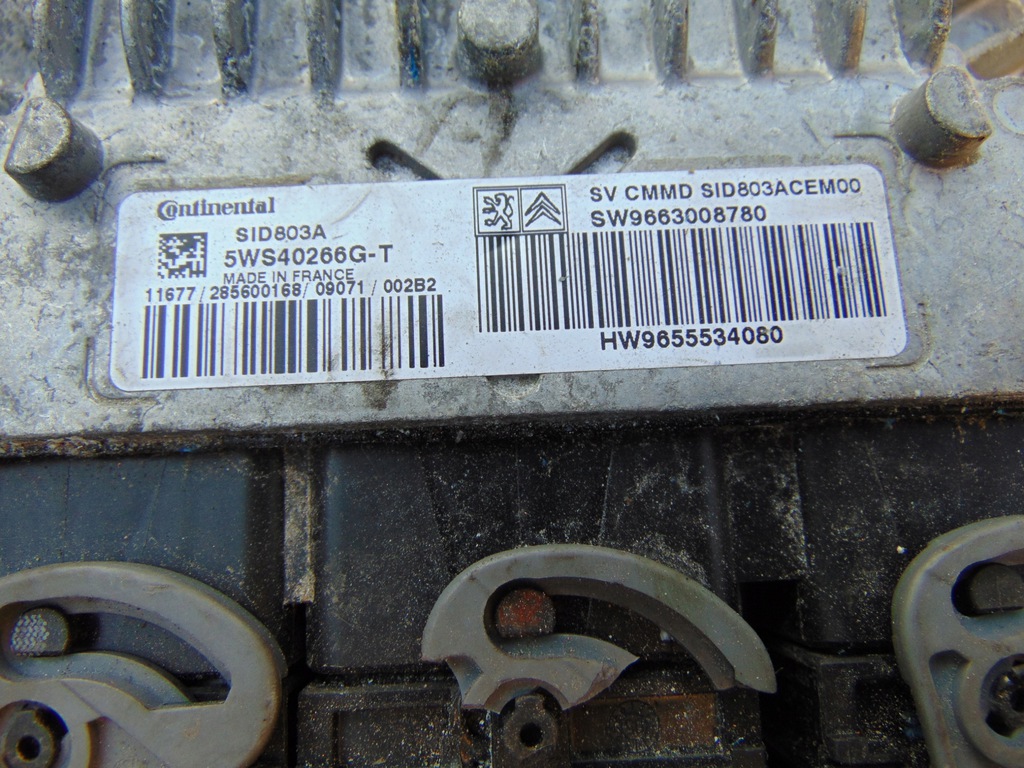 Continental
SID803A
5WS40266G-T
MADE IN FRANCE
11677/285600168/09071/002B2
SV CMMD SID803ACEM00
SW9663008780
HW9655534080